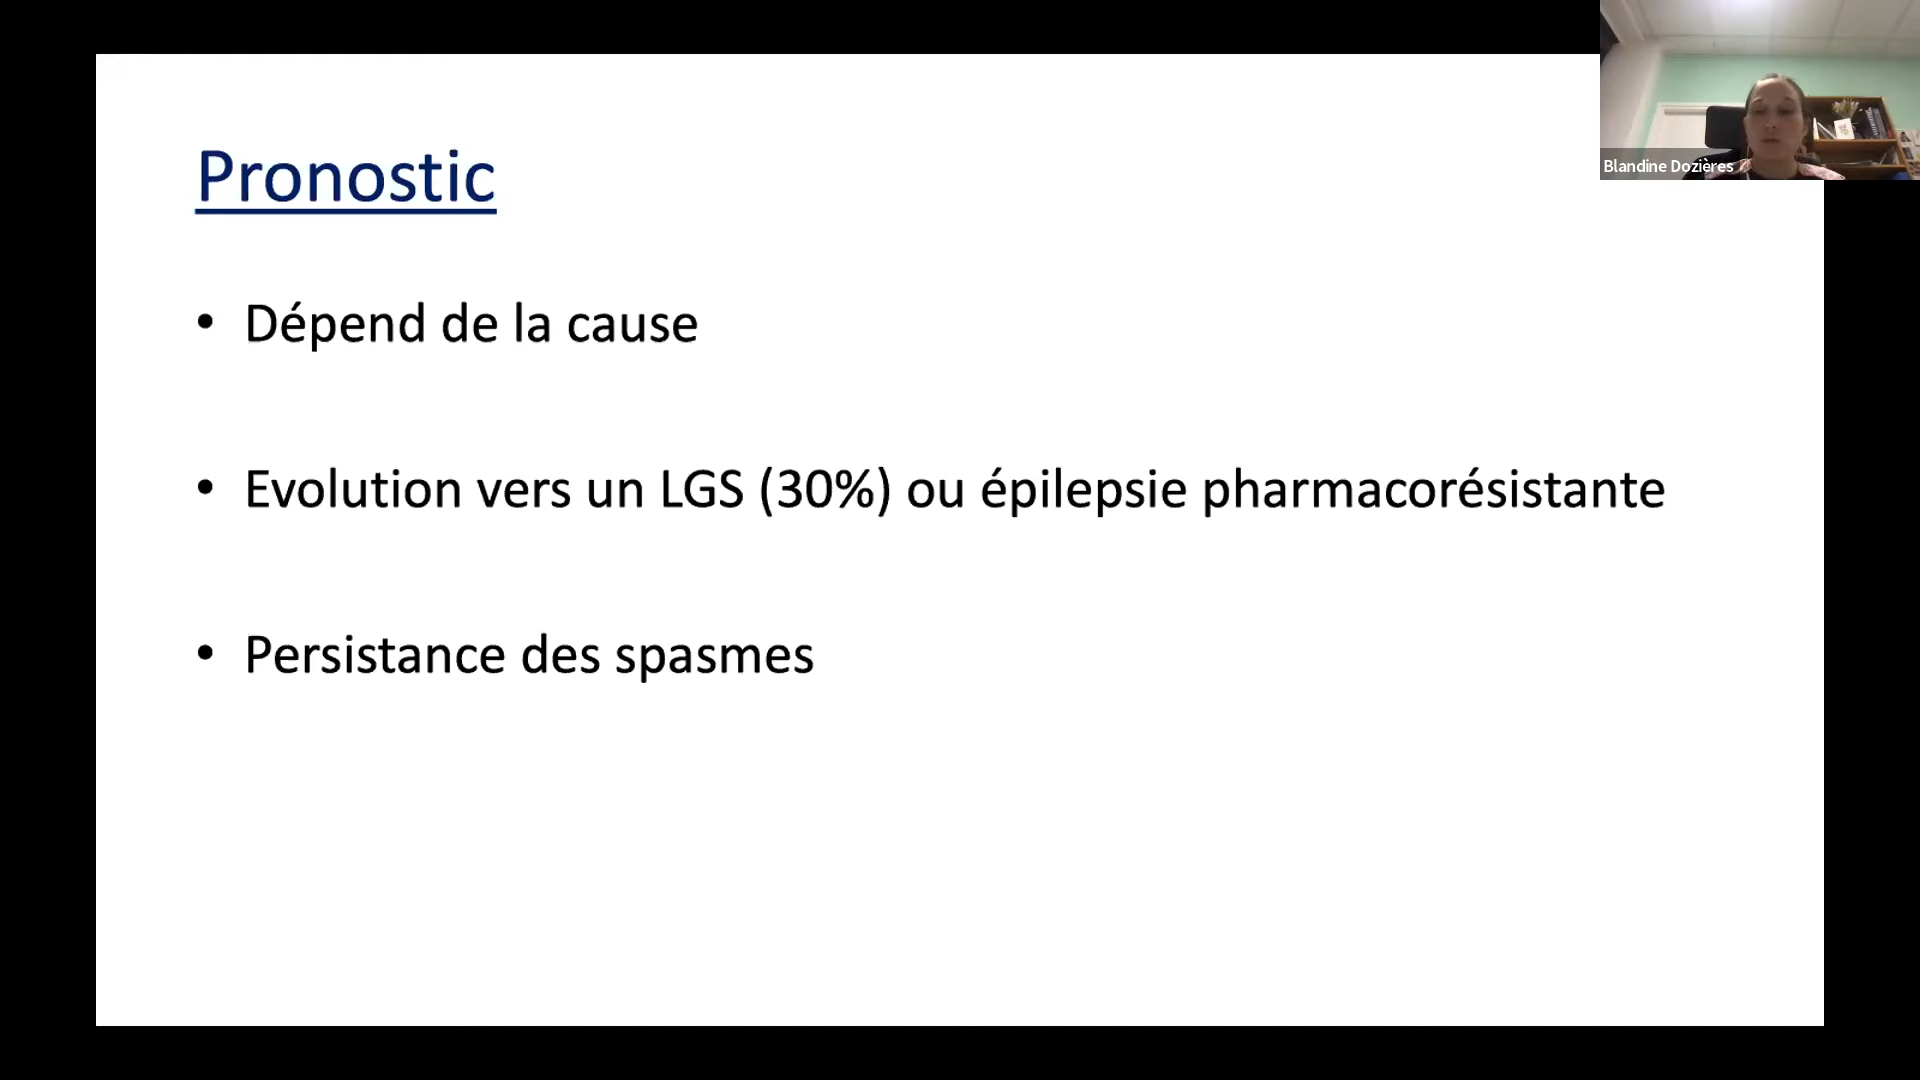 Blandine Dozières
Pronostic
• Dépend de la cause
• Evolution vers un LGS (30%) ou épilepsie pharmacorésistante
• Persistance des spasmes